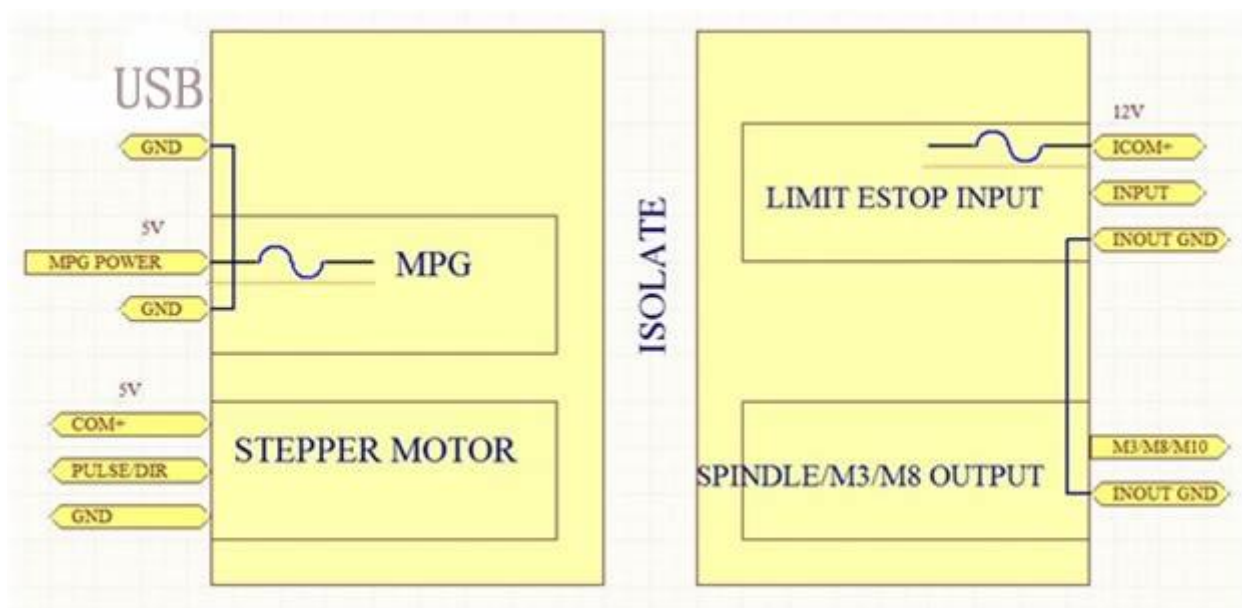 USB
GND
5V
MPG POWER
MPG
GND
5V
COM+
PULSE/DIR
STEPPER MOTOR
GND
ISOLATE
12V
ICOM+
LIMIT ESTOP INPUT
INPUT
INOUT GND
M3/M8/M10
SPINDLE/M3/M8 OUTPUT
INOUT GND